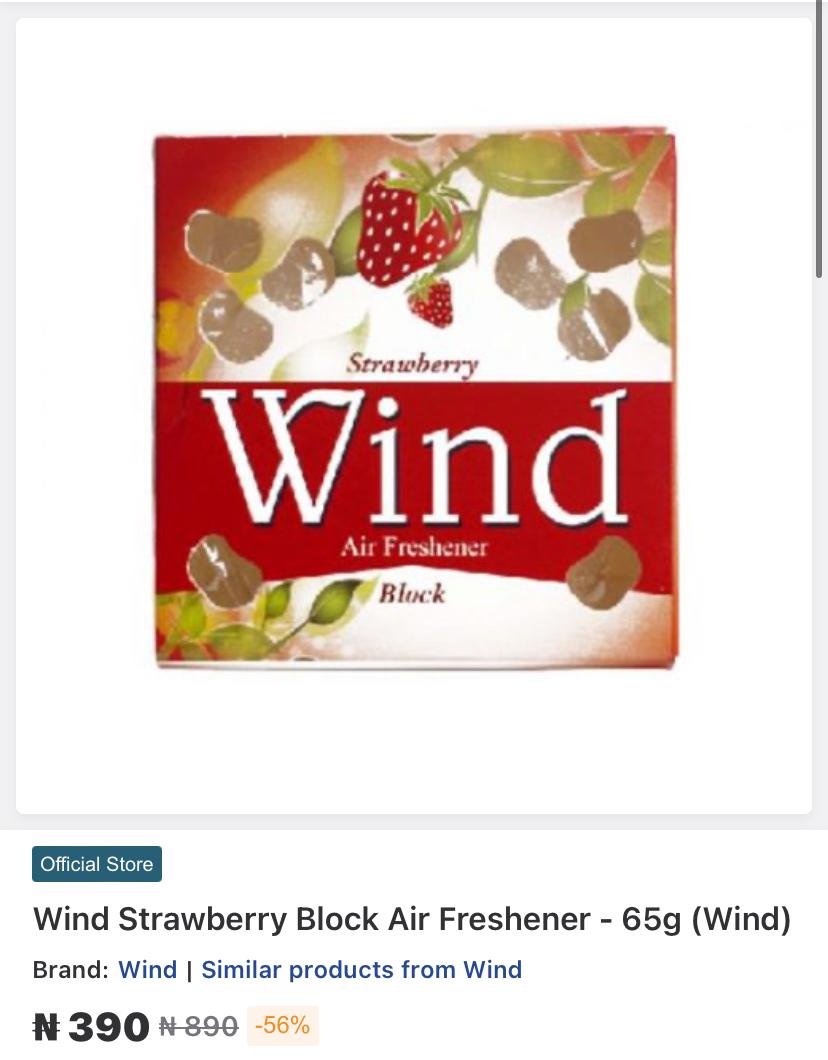 Strawberry
Wind
Air Freshener
Block
Official Store
Wind Strawberry Block Air Freshener - 65g (Wind)
Brand: Wind | Similar products from Wind
₦ 390 ₦ 890 -56%